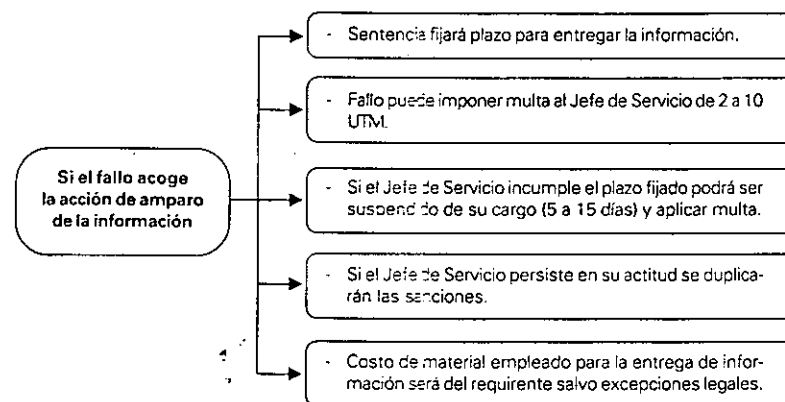 - Sentencia fijará plazo para entregar la información.
- Fallo puede imponer multa al Jefe de Servicio de 2 a 10
UTM.
Si el fallo acoge
la acción de amparo
de la información
- Si el Jefe de Servicio incumple el plazo fijado podrá ser
suspendido de su cargo (5 a 15 días) y aplicar multa.
- Si el Jefe de Servicio persiste en su actitud se duplica-
rán las sanciones.
- Costo de material empleado para la entrega de infor-
mación será del requirente salvo excepciones legales.